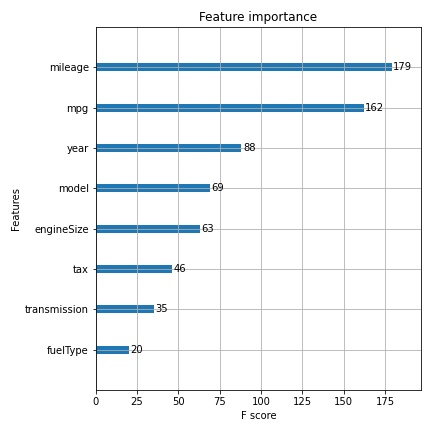 Feature importance
mileage 179
mpg 162
year 88
model 69
engineSize 63
tax 46
transmission 35
fuelType 20
Features
0 25 50 75 100 125 150 175
F score